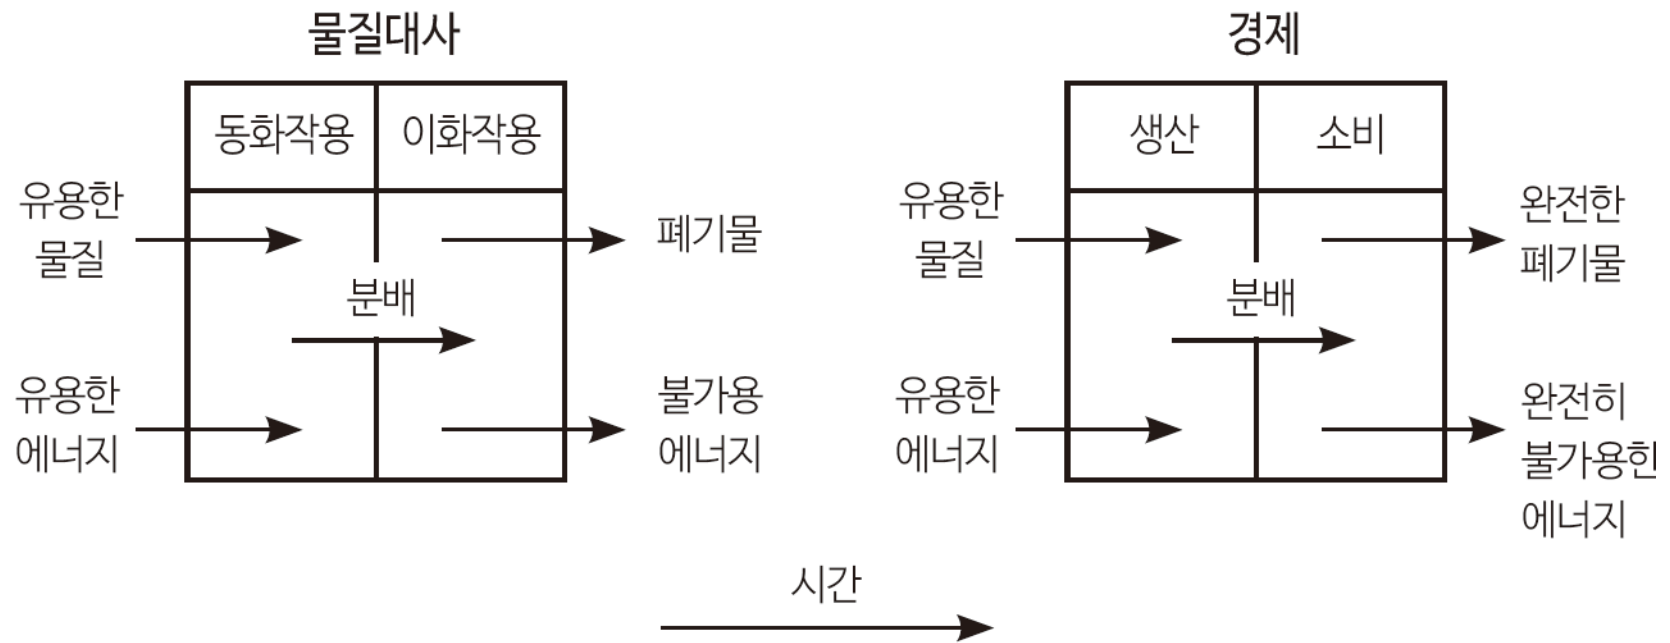 물질대사
동화작용
이화작용
유용한
물질
폐기물
분배
유용한
에너지
불가용
에너지
경제
생산
소비
유용한
물질
완전한
폐기물
분배
유용한
에너지
완전히
불가용한
에너지
시간